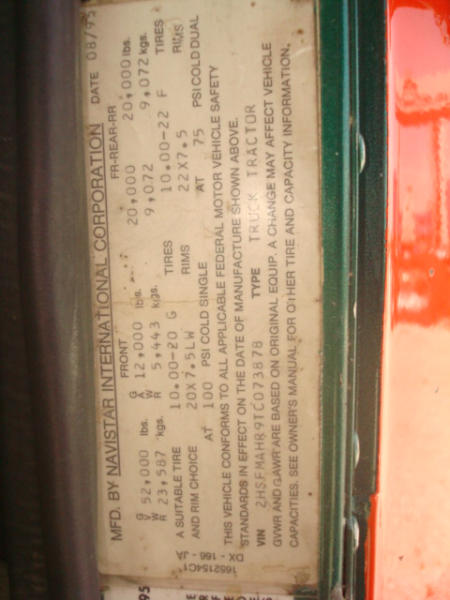 MFD. BY NAVISTAR INTERNATIONAL CORPORATION DATE 08/95
FRONT FR-REAR-RR
GVWR 52,000 lbs. GAWR 12,000 lbs. 20,000 20,000 lbs.
23,587 kgs. 5,443 kgs. 9,072 9,072 kgs.
A SUITABLE TIRE 10.00-20 G TIRES 10.00-22 F TIRES
AND RIM CHOICE 20X7.5LW RIMS 22X7.5 RIMS
AT 100 PSI COLD SINGLE AT 75 PSI COLD DUAL
THIS VEHICLE CONFORMS TO ALL APPLICABLE FEDERAL MOTOR VEHICLE SAFETY
STANDARDS IN EFFECT ON THE DATE OF MANUFACTURE SHOWN ABOVE.
VIN 2HSFMAHR9TC073878 TYPE TRUCK TRACTOR
GVWR AND GAWR ARE BASED ON ORIGINAL EQUIP. A CHANGE MAY AFFECT VEHICLE
CAPACITIES. SEE OWNER'S MANUAL FOR OTHER TIRE AND CAPACITY INFORMATION.
1652154C1
DX - 166 - JA